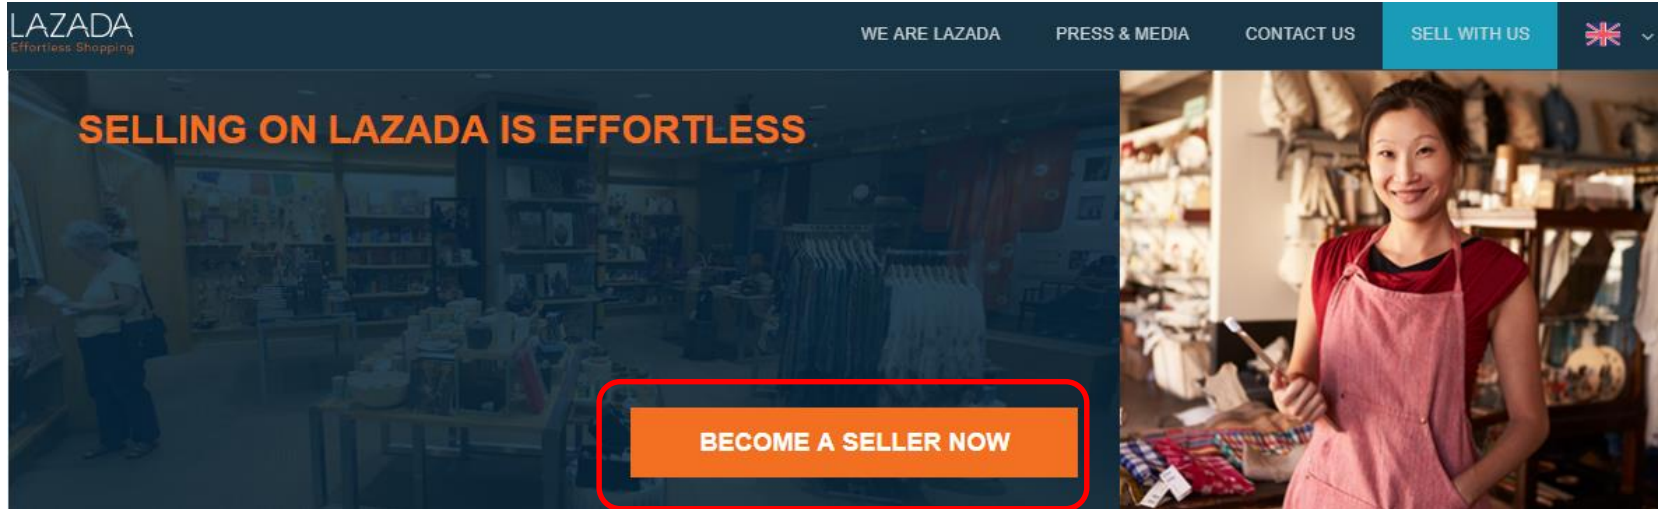 LAZADA
Effortless Shopping
WE ARE LAZADA
PRESS & MEDIA
CONTACT US
SELL WITH US
SELLING ON LAZADA IS EFFORTLESS
BECOME A SELLER NOW